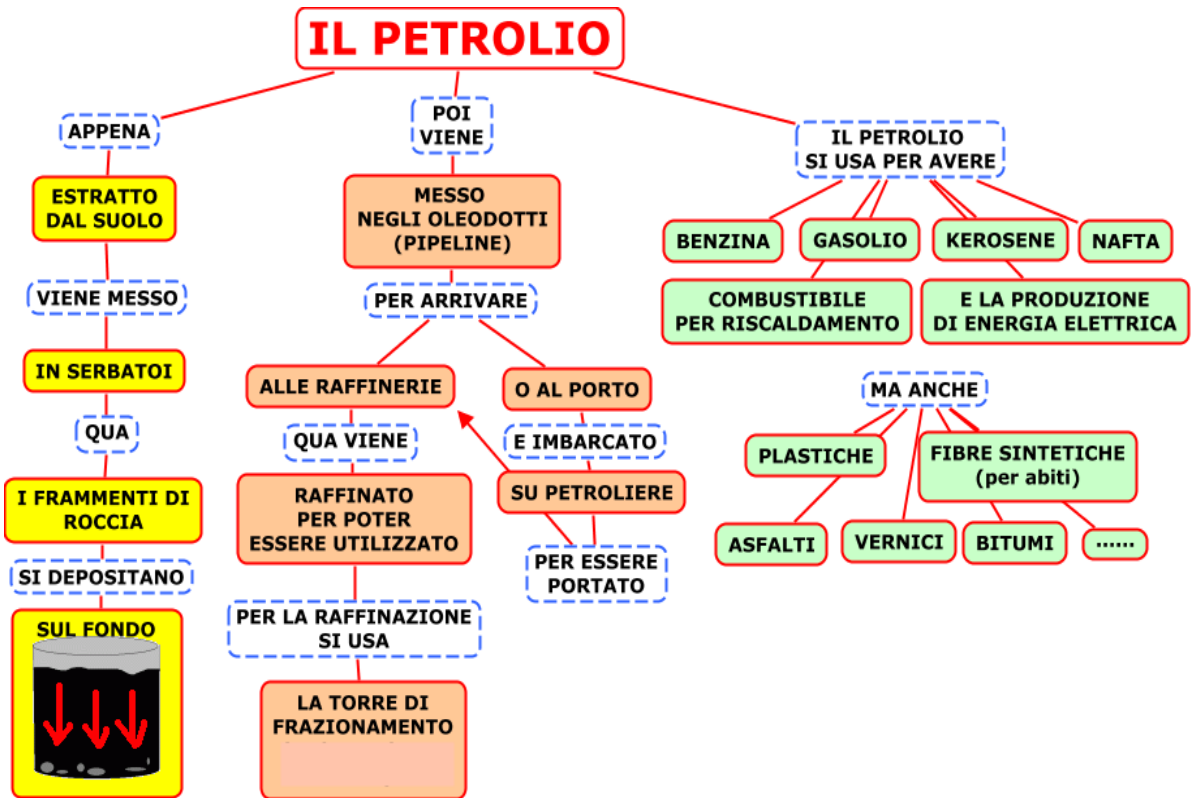 IL PETROLIO
APPENA
ESTRATTO
DAL SUOLO
VIENE MESSO
IN SERBATOI
QUA
I FRAMMENTI DI
ROCCIA
SI DEPOSITANO
SUL FONDO
POI
VIENE
MESSO
NEGLI OLEODOTTI
(PIPELINE)
PER ARRIVARE
ALLE RAFFINERIE
QUA VIENE
RAFFINATO
PER POTER
ESSERE UTILIZZATO
PER LA RAFFINAZIONE
SI USA
LA TORRE DI
FRAZIONAMENTO
O AL PORTO
E IMBARCATO
SU PETROLIERE
PER ESSERE
PORTATO
IL PETROLIO
SI USA PER AVERE
BENZINA
GASOLIO
KEROSENE
NAFTA
COMBUSTIBILE
PER RISCALDAMENTO
E LA PRODUZIONE
DI ENERGIA ELETTRICA
MA ANCHE
PLASTICHE
FIBRE SINTETICHE
(per abiti)
ASFALTI
VERNICI
BITUMI
......